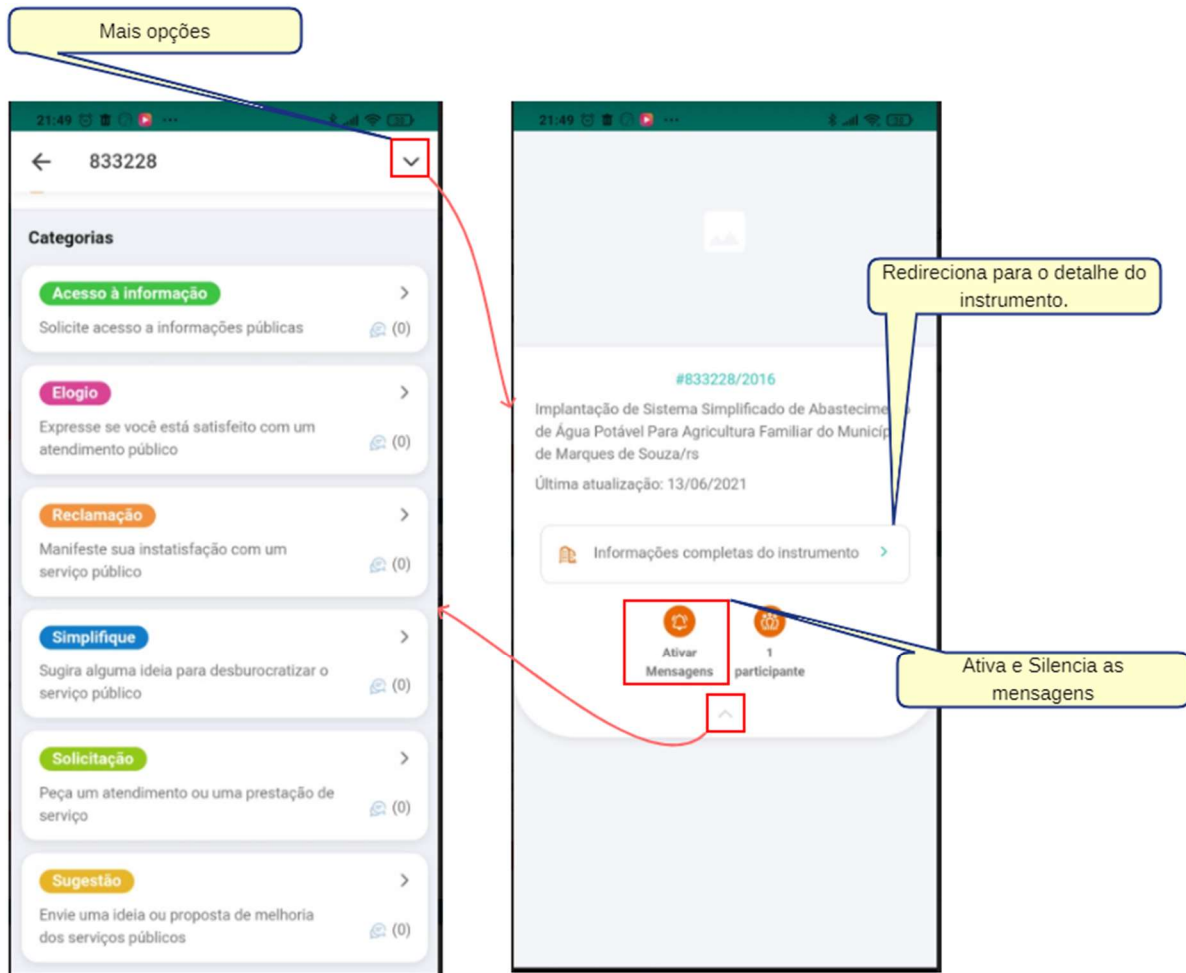 Mais opções
21:49
833228
Categorias
Acesso à informação
Solicite acesso a informações públicas
(0)
Elogio
Expresse se você está satisfeito com um
atendimento público
(0)
Reclamação
Manifeste sua instatisfação com um
serviço público
(0)
Simplifique
Sugira alguma ideia para desburocratizar o
serviço público
(0)
Solicitação
Peça um atendimento ou uma prestação de
serviço
(0)
Sugestão
Envie uma ideia ou proposta de melhoria
dos serviços públicos
(0)
21:49
Redireciona para o detalhe do
instrumento.
#833228/2016
Implantação de Sistema Simplificado de
de Água Potável Para Agricultura Familiar do
de Marques de Souza/rs
Última atualização: 13/06/2021
Informações completas do instrumento
Ativar
Mensagens
1
participante
Ativa e Silencia as
mensagens